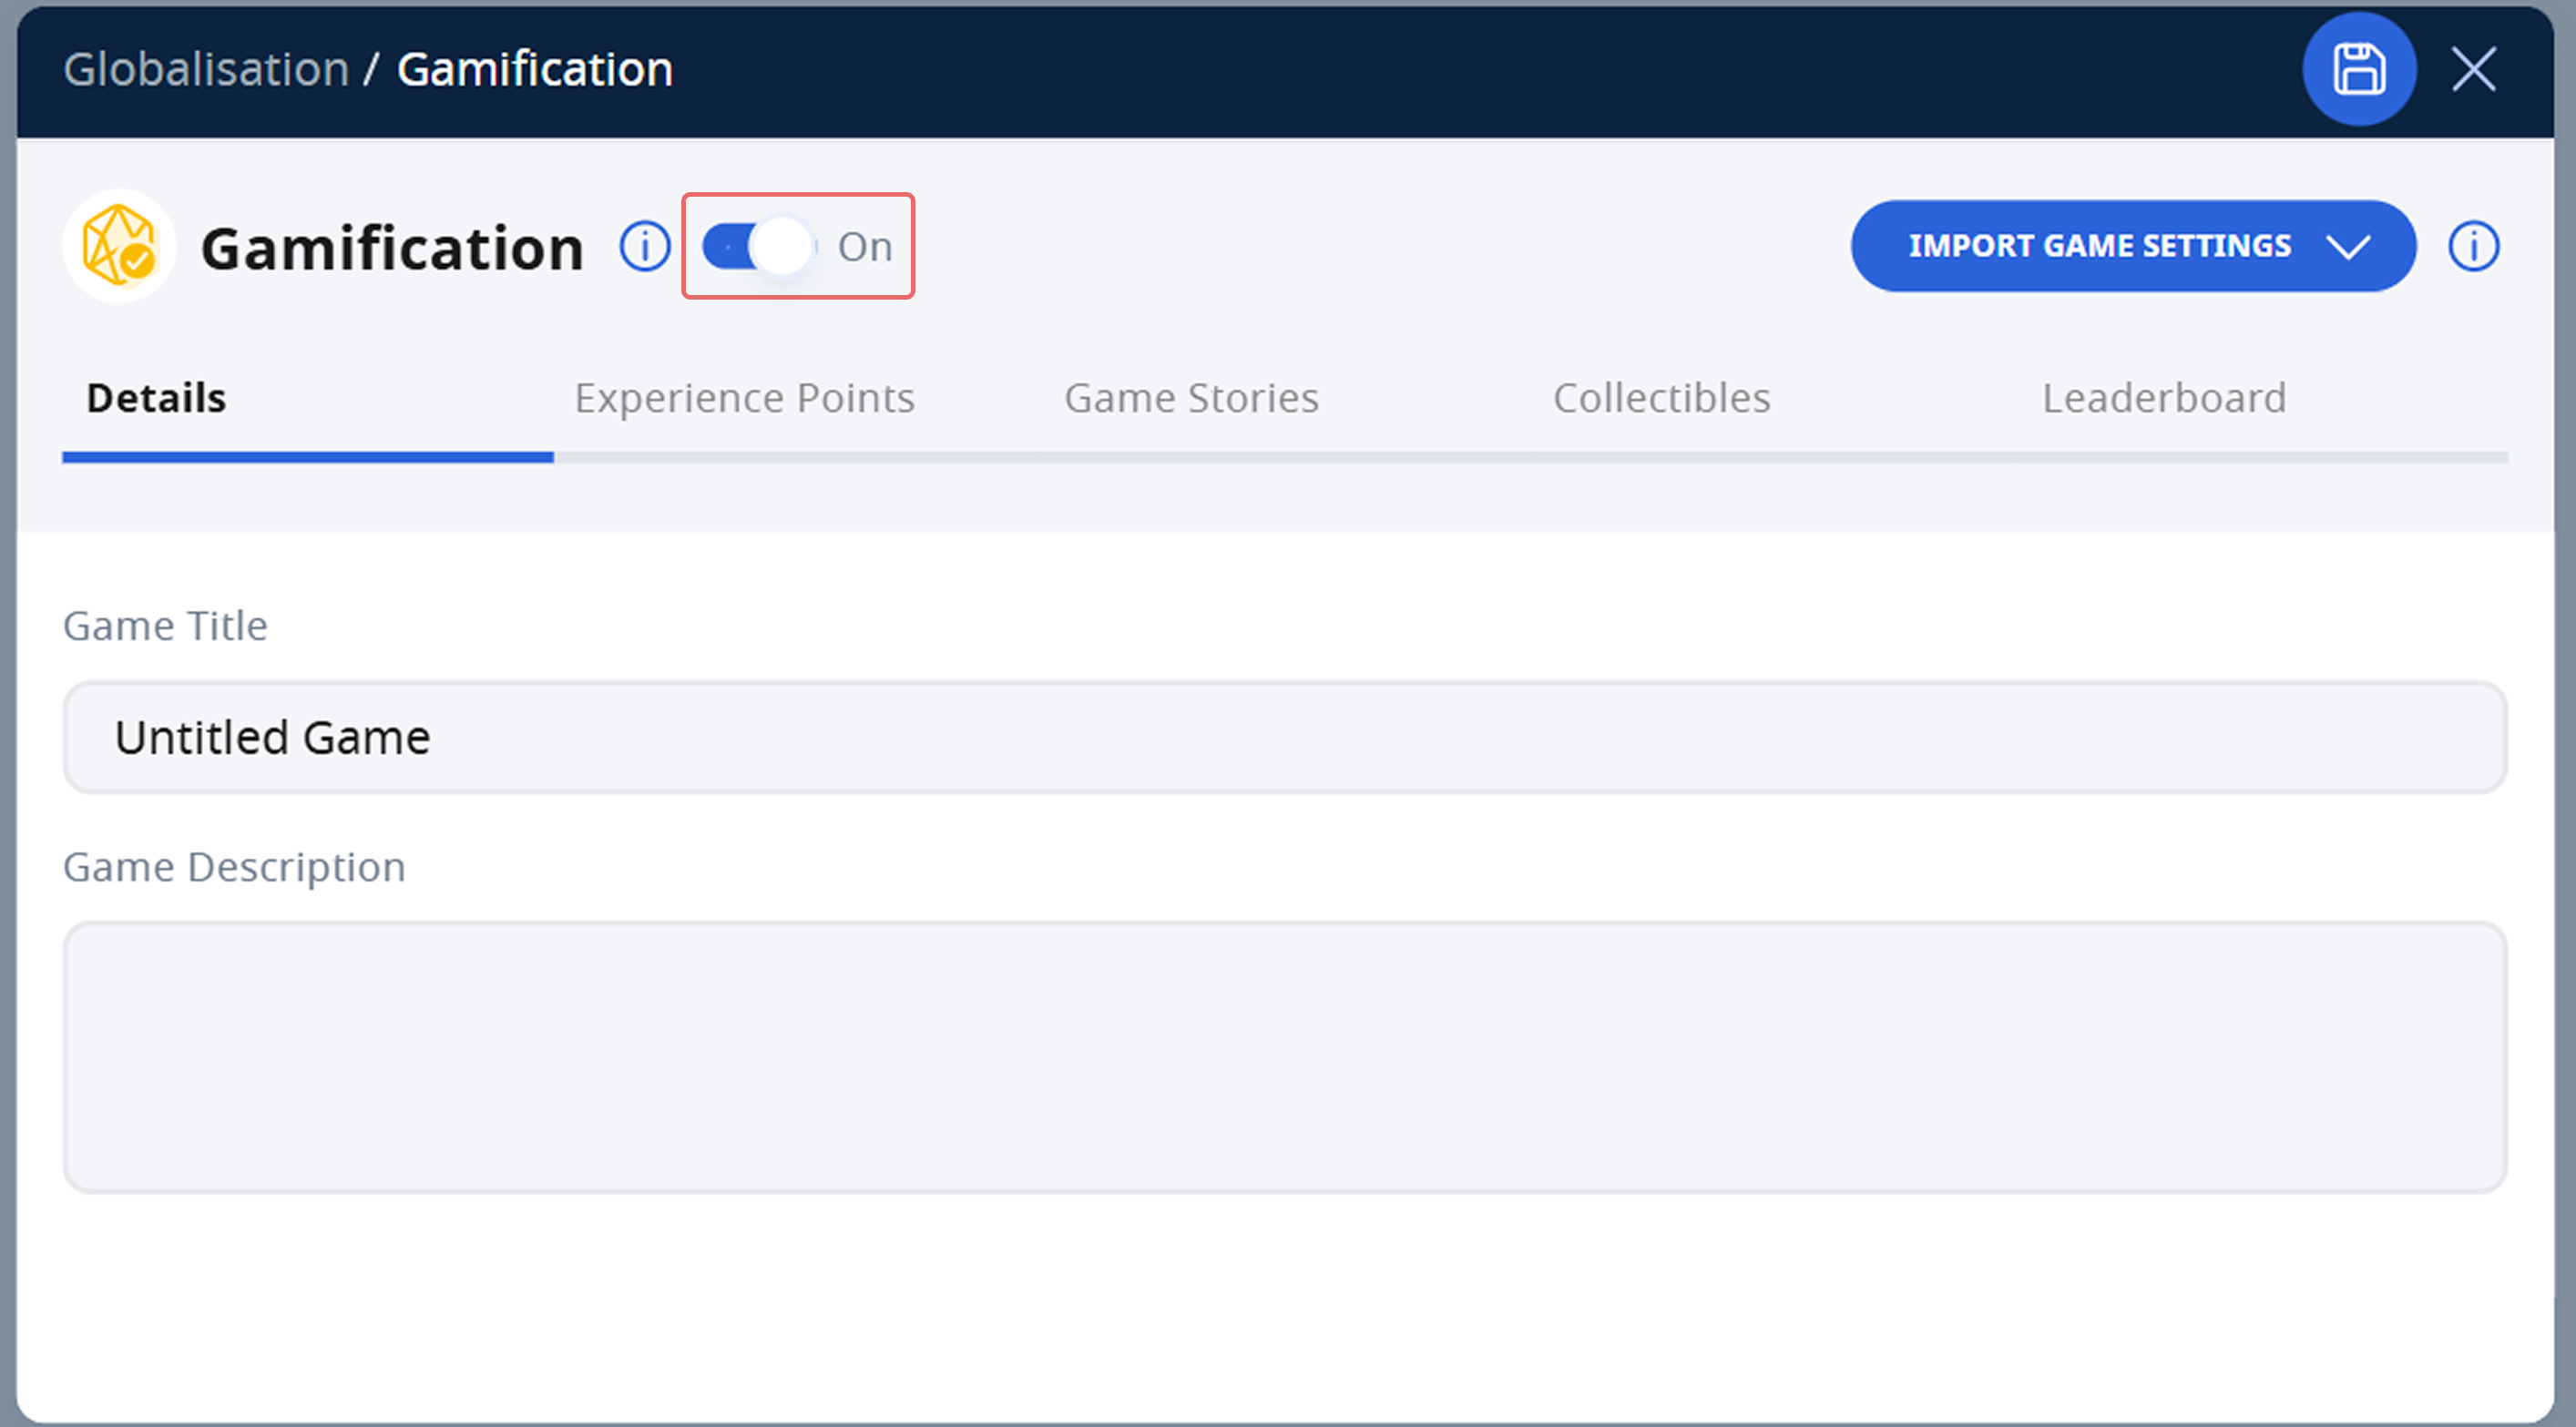 Globalisation / Gamification
Gamification On IMPORT GAME SETTINGS
Details Experience Points Game Stories Collectibles Leaderboard
Game Title
Untitled Game
Game Description